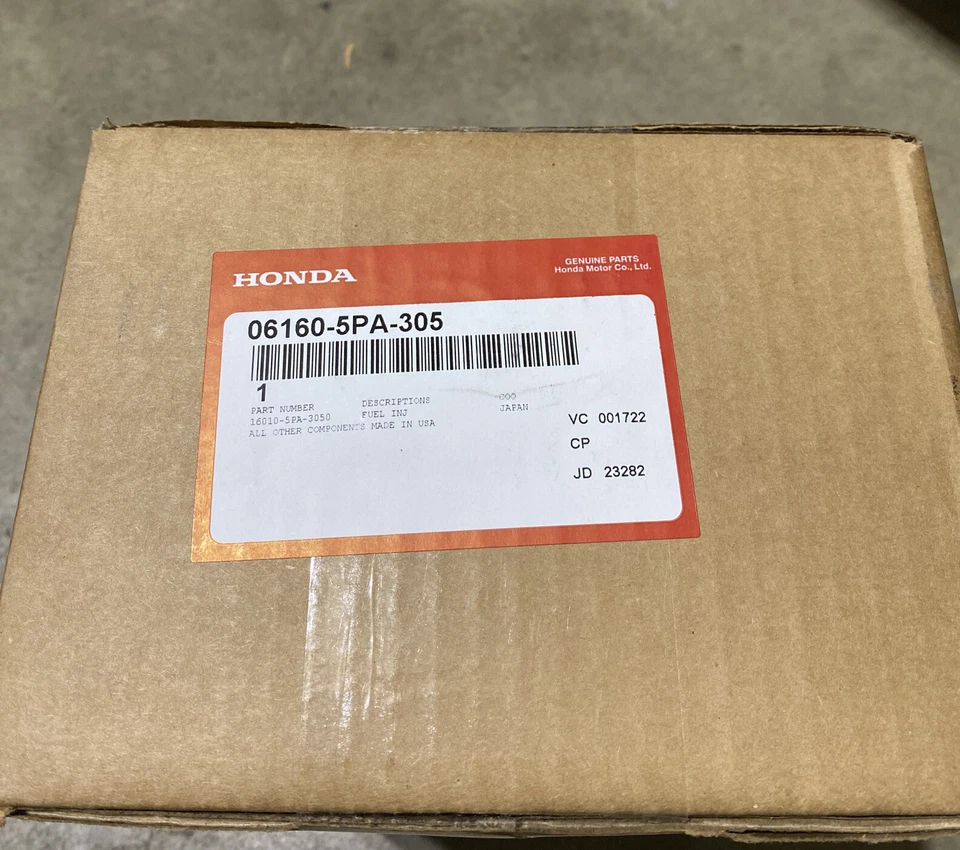 HONDA
GENUINE PARTS
Honda Motor Co., Ltd.
06160-5PA-305
1
PART NUMBER DESCRIPTIONS COO
16010-5PA-3050 FUEL INJ JAPAN
ALL OTHER COMPONENTS MADE IN USA
VC 001722
CP
JD 23282